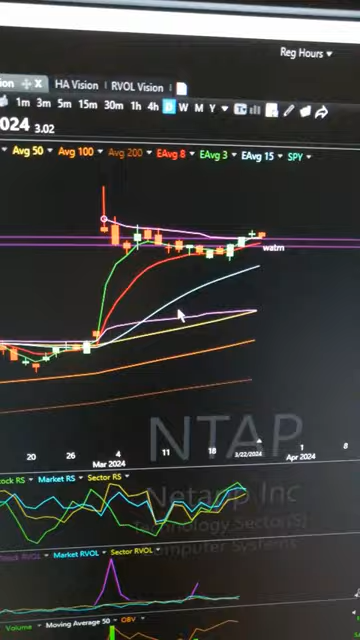 Reg Hours
ion HA Vision RVOL Vision
1m 3m 5m 15m 30m 1h 4h D W M Y
2024 3.02
Avg 50 Avg 100 Avg 200 EAvg 8 EAvg 3 EAvg 15 SPY
watm
NTAP
20 26 4 11 18 3/22/2024 1 8
Mar 2024 Apr 2024
Stock RS Market RS Sector RS
Netapp Inc
Technology Sector(S)
Computer Systems
Stock RVOL Market RVOL Sector RVOL
Volume Moving Average 50 OBV